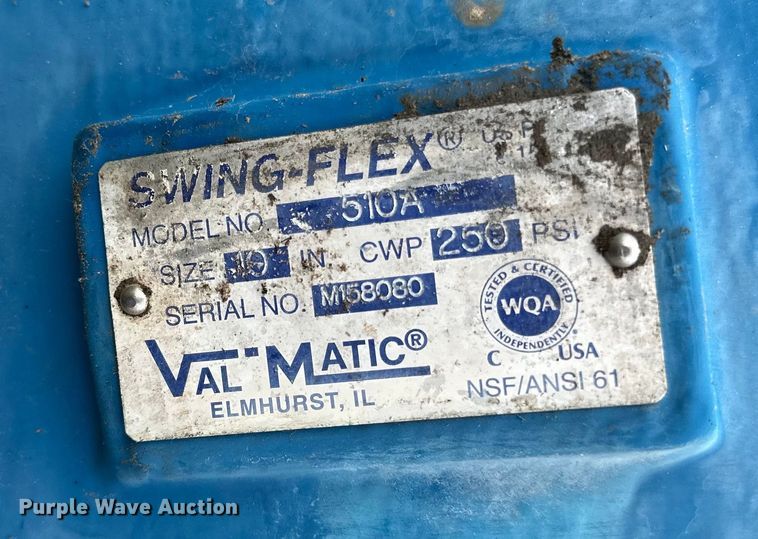 SWING-FLEX® US P
MODEL NO. 510A
SIZE 10 IN. CWP 250 PSI
SERIAL NO. M158080
TESTED & CERTIFIED
WQA
INDEPENDENTLY
C USA
VAL-MATIC®
ELMHURST, IL
NSF/ANSI 61
Purple Wave Auction